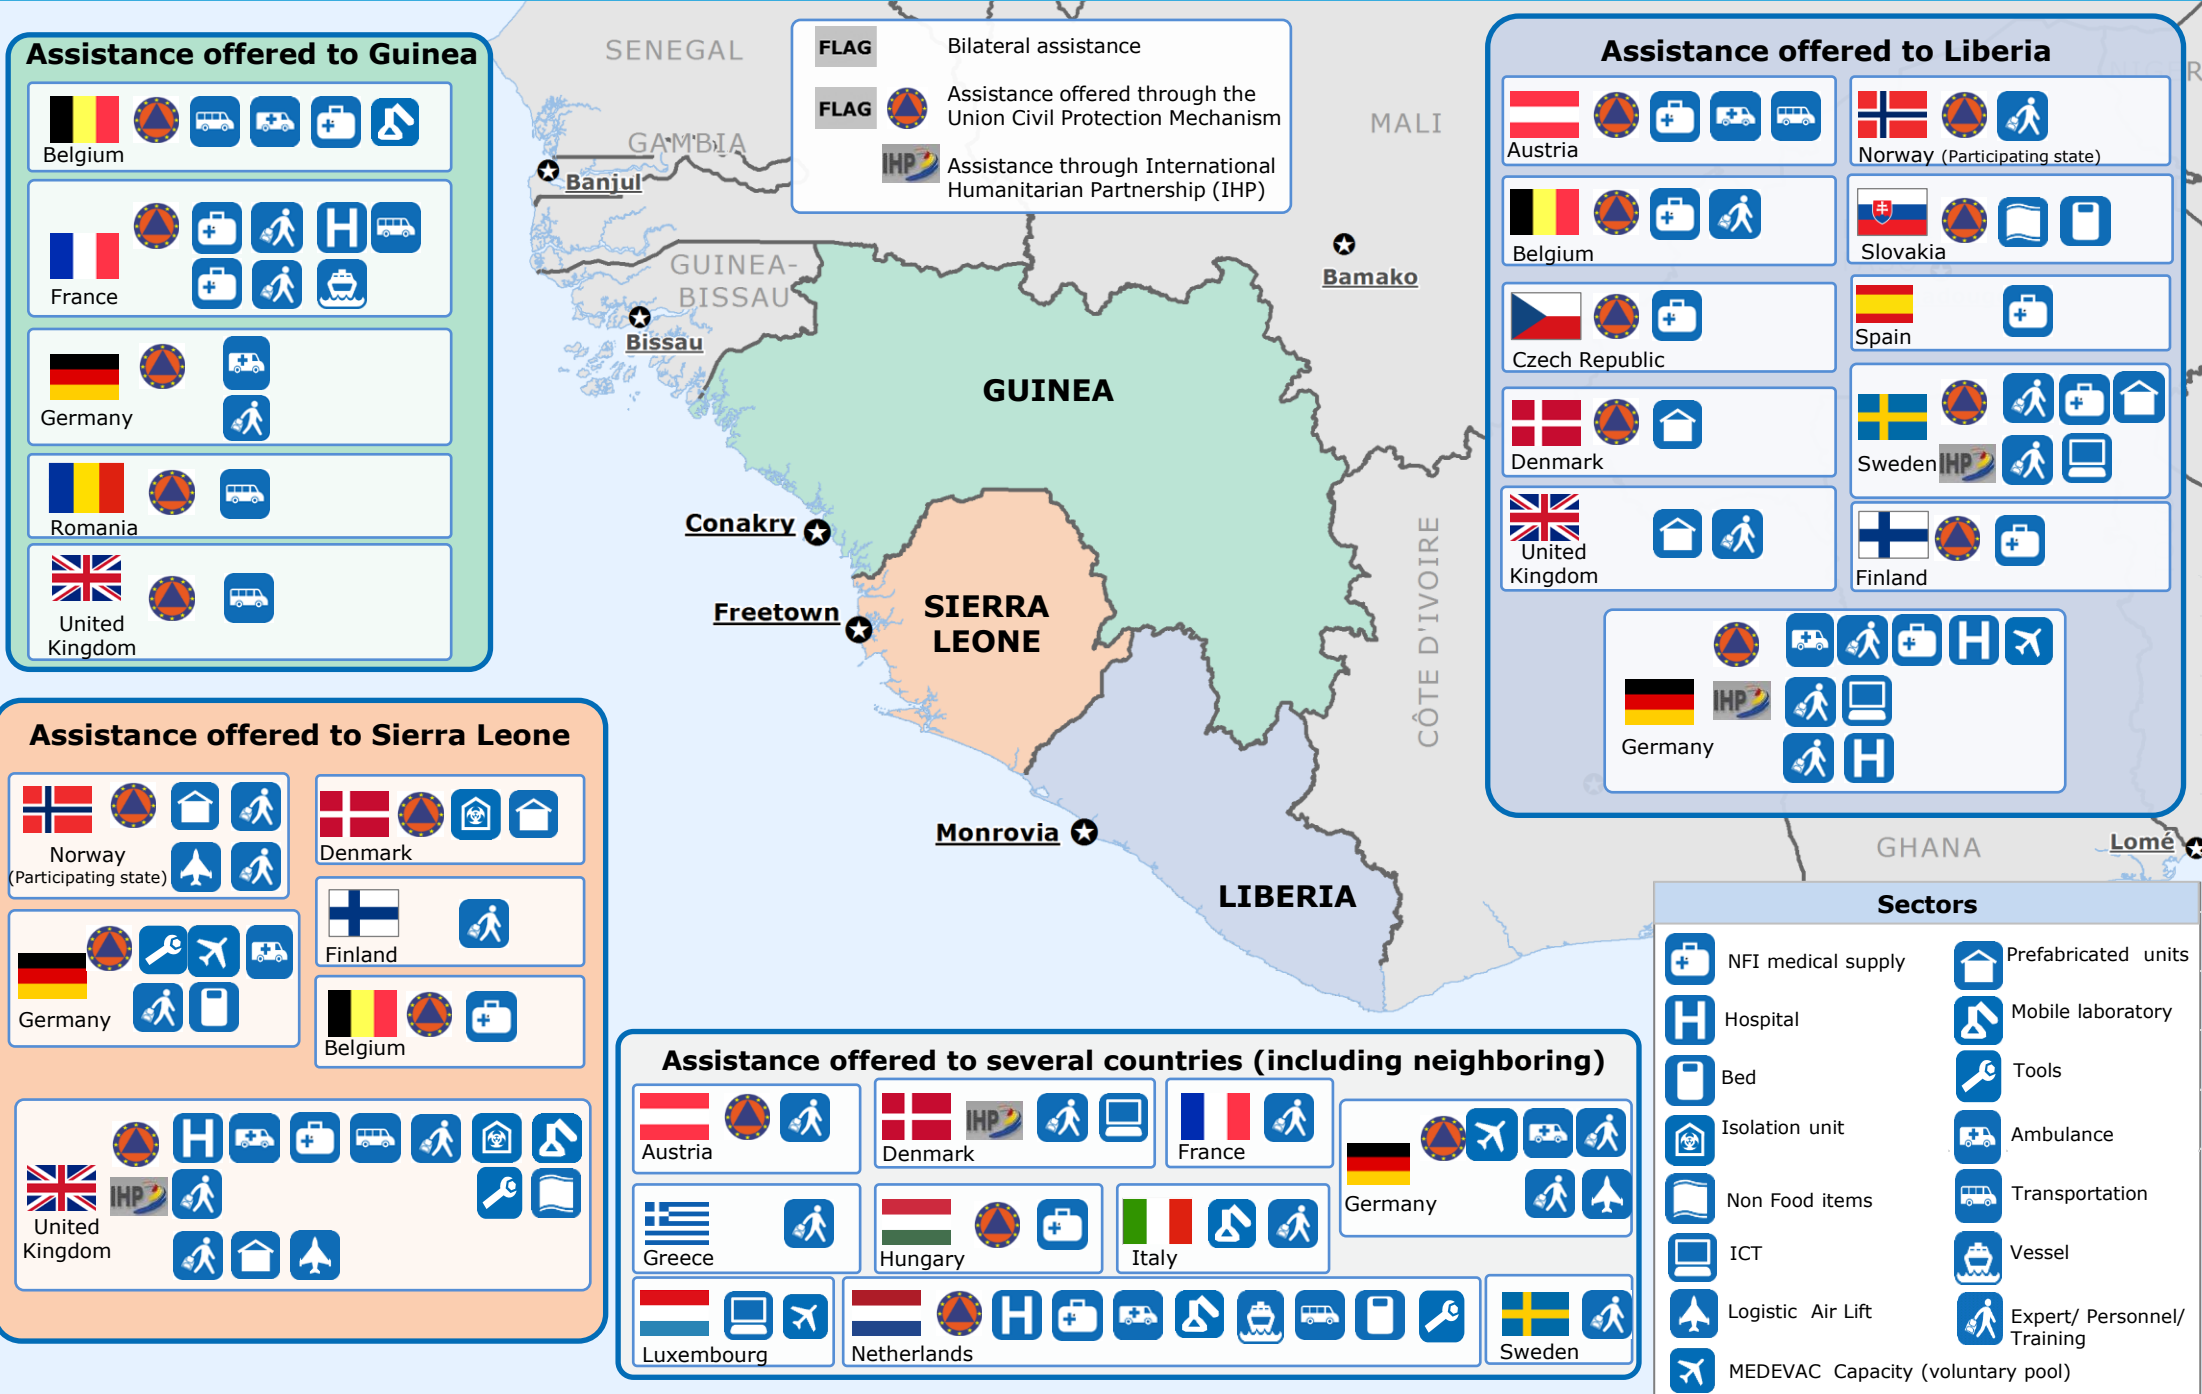 Assistance offered to Guinea
Belgium
France
Germany
Romania
United
Kingdom
SENEGAL
GAMBIA
Banjul
GUINEA-
BISSAU
Bissau
FLAG
Bilateral assistance
FLAG
Assistance offered through the
Union Civil Protection Mechanism
IHP
Assistance through International
Humanitarian Partnership (IHP)
MALI
Bamako
GUINEA
Conakry
SIERRA
LEONE
Freetown
CÔTE D'IVOIRE
Monrovia
LIBERIA
GHANA
Lomé
Assistance offered to Liberia
Austria
Norway (Participating state)
Belgium
Slovakia
Czech Republic
Spain
Denmark
Sweden
IHP
United
Kingdom
Finland
IHP
Germany
Assistance offered to Sierra Leone
Norway
(Participating state)
Denmark
Finland
Germany
Belgium
IHP
United
Kingdom
Assistance offered to several countries (including neighboring)
Austria
IHP
Denmark
France
Germany
Greece
Hungary
Italy
Luxembourg
Netherlands
Sweden
Sectors
NFI medical supply
Prefabricated units
Hospital
Mobile laboratory
Bed
Tools
Isolation unit
Ambulance
Non Food items
Transportation
ICT
Vessel
Logistic Air Lift
Expert/ Personnel/
Training
MEDEVAC Capacity (voluntary pool)